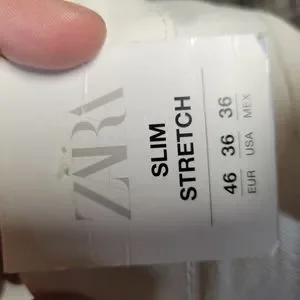 ZARA
SLIM
STRETCH
46 36 36
EUR USA MEX